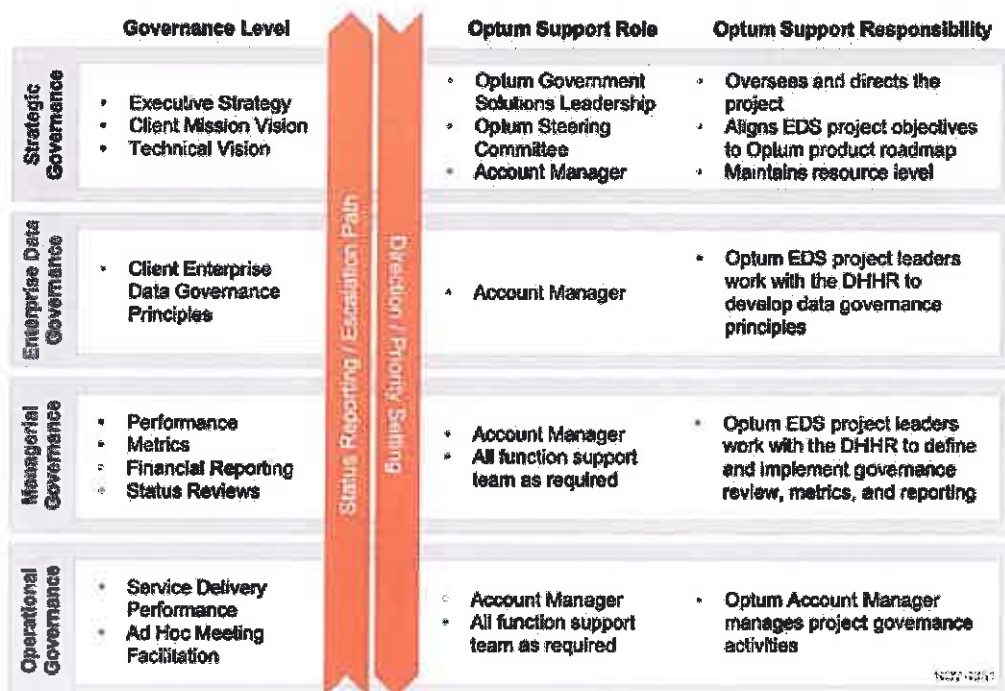 Governance Level
Optum Support Role
Optum Support Responsibility
Strategic
Governance
• Executive Strategy
• Client Mission Vision
• Technical Vision
• Optum Government
Solutions Leadership
• Optum Steering
Committee
• Account Manager
• Oversees and directs the
project
• Aligns EDS project objectives
to Optum product roadmap
• Maintains resource level
Enterprise Data
Governance
• Client Enterprise
Data Governance
Principles
• Account Manager
• Optum EDS project leaders
work with the DHHR to
develop data governance
principles
Managerial
Governance
• Performance
• Metrics
• Financial Reporting
• Status Reviews
• Account Manager
• All function support
team as required
• Optum EDS project leaders
work with the DHHR to define
and implement governance
review, metrics, and reporting
Operational
Governance
• Service Delivery
Performance
• Ad Hoc Meeting
Facilitation
• Account Manager
• All function support
team as required
• Optum Account Manager
manages project governance
activities
Status Reporting / Escalation Path
Direction / Priority Setting